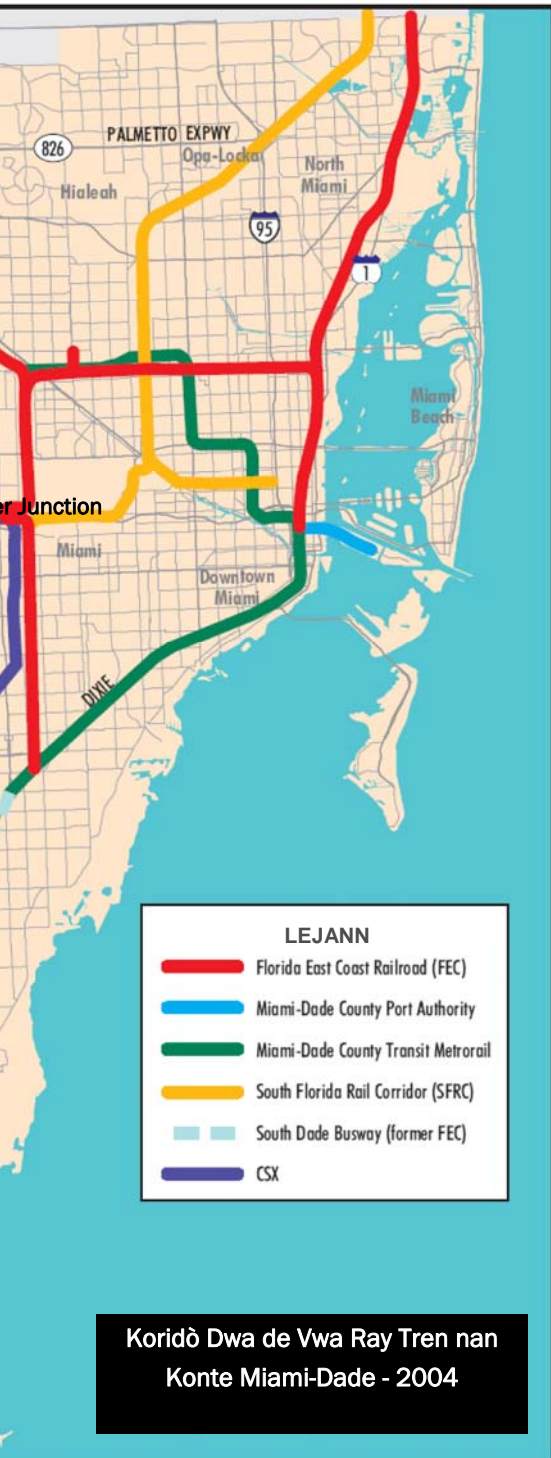 PALMETTO EXPWY
826
Opa-Locka
Hialeah
North
Miami
95
1
Miami
Beach
er Junction
Miami
Downtown
Miami
DIXIE
LEJANN
Florida East Coast Railroad (FEC)
Miami-Dade County Port Authority
Miami-Dade County Transit Metrorail
South Florida Rail Corridor (SFRC)
South Dade Busway (former FEC)
CSX
Koridò Dwa de Vwa Ray Tren nan
Konte Miami-Dade - 2004